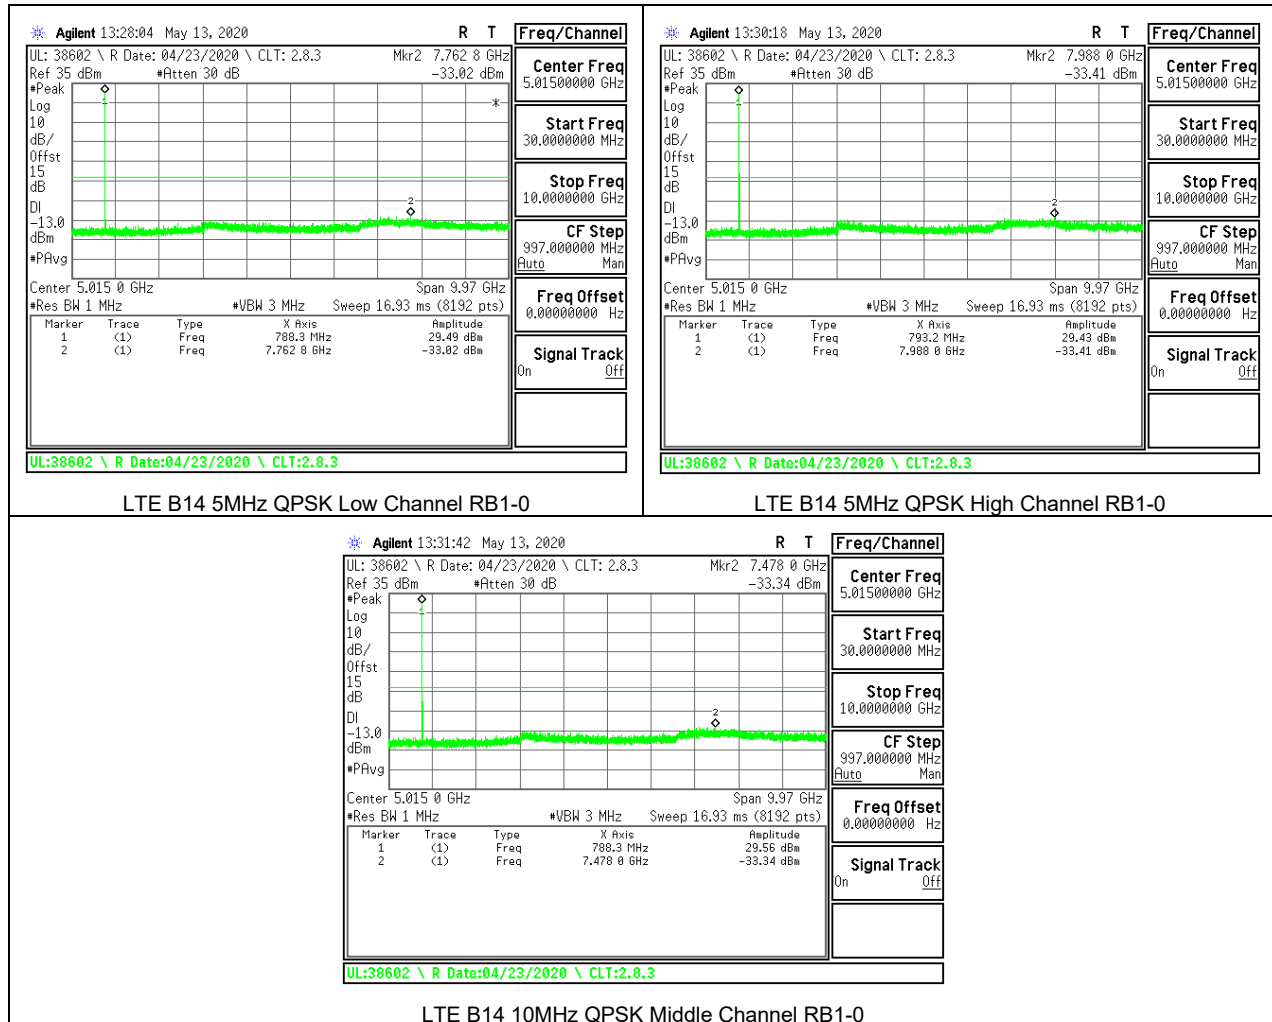 Agilent 13:28:04 May 13, 2020 R T
UL: 38602 \ R Date: 04/23/2020 \ CLT: 2.8.3 Mkr2 7.762 8 GHz
Ref 35 dBm #Atten 30 dB -33.02 dBm
#Peak
Log
10
dB/
Offst
15
dB
DI
-13.0
dBm
#PAvg
1
2
Center 5.015 0 GHz Span 9.97 GHz
#Res BW 1 MHz #VBW 3 MHz Sweep 16.93 ms (8192 pts)
Marker Trace Type X Axis Amplitude
1 (1) Freq 788.3 MHz 29.49 dBm
2 (1) Freq 7.762 8 GHz -33.02 dBm
UL:38602 \ R Date:04/23/2020 \ CLT:2.8.3
Freq/Channel
Center Freq
5.01500000 GHz
Start Freq
30.0000000 MHz
Stop Freq
10.0000000 GHz
CF Step
997.000000 MHz
Auto Man
Freq Offset
0.00000000 Hz
Signal Track
On Off
LTE B14 5MHz QPSK Low Channel RB1-0
Agilent 13:30:18 May 13, 2020 R T
UL: 38602 \ R Date: 04/23/2020 \ CLT: 2.8.3 Mkr2 7.988 0 GHz
Ref 35 dBm #Atten 30 dB -33.41 dBm
#Peak
Log
10
dB/
Offst
15
dB
DI
-13.0
dBm
#PAvg
1
2
Center 5.015 0 GHz Span 9.97 GHz
#Res BW 1 MHz #VBW 3 MHz Sweep 16.93 ms (8192 pts)
Marker Trace Type X Axis Amplitude
1 (1) Freq 793.2 MHz 29.43 dBm
2 (1) Freq 7.988 0 GHz -33.41 dBm
UL:38602 \ R Date:04/23/2020 \ CLT:2.8.3
Freq/Channel
Center Freq
5.01500000 GHz
Start Freq
30.0000000 MHz
Stop Freq
10.0000000 GHz
CF Step
997.000000 MHz
Auto Man
Freq Offset
0.00000000 Hz
Signal Track
On Off
LTE B14 5MHz QPSK High Channel RB1-0
Agilent 13:31:42 May 13, 2020 R T
UL: 38602 \ R Date: 04/23/2020 \ CLT: 2.8.3 Mkr2 7.478 0 GHz
Ref 35 dBm #Atten 30 dB -33.34 dBm
#Peak
Log
10
dB/
Offst
15
dB
DI
-13.0
dBm
#PAvg
1
2
Center 5.015 0 GHz Span 9.97 GHz
#Res BW 1 MHz #VBW 3 MHz Sweep 16.93 ms (8192 pts)
Marker Trace Type X Axis Amplitude
1 (1) Freq 788.3 MHz 29.56 dBm
2 (1) Freq 7.478 0 GHz -33.34 dBm
UL:38602 \ R Date:04/23/2020 \ CLT:2.8.3
Freq/Channel
Center Freq
5.01500000 GHz
Start Freq
30.0000000 MHz
Stop Freq
10.0000000 GHz
CF Step
997.000000 MHz
Auto Man
Freq Offset
0.00000000 Hz
Signal Track
On Off
LTE B14 10MHz QPSK Middle Channel RB1-0